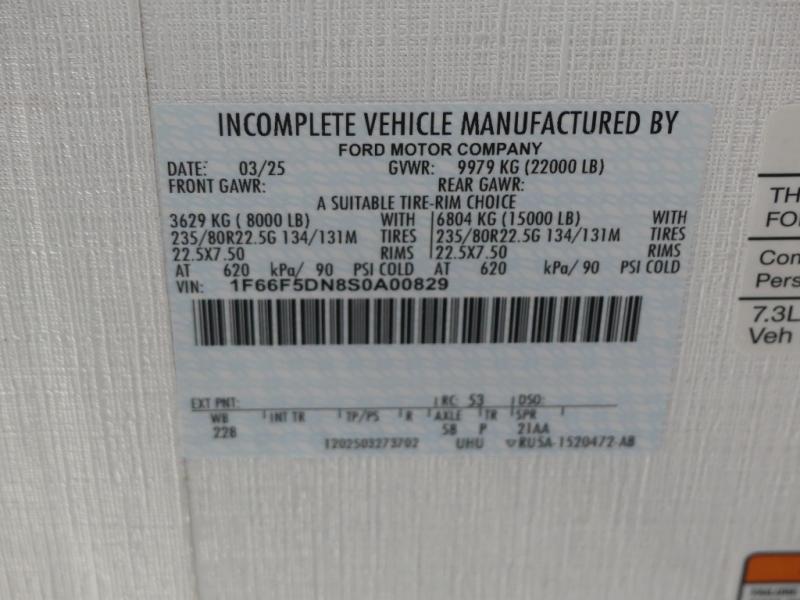 INCOMPLETE VEHICLE MANUFACTURED BY
FORD MOTOR COMPANY
DATE: 03/25 GVWR: 9979 KG (22000 LB)
FRONT GAWR: REAR GAWR:
A SUITABLE TIRE-RIM CHOICE
3629 KG ( 8000 LB) WITH 6804 KG (15000 LB) WITH
235/80R22.5G 134/131M TIRES 235/80R22.5G 134/131M TIRES
22.5X7.50 RIMS 22.5X7.50 RIMS
AT 620 kPa/ 90 PSI COLD AT 620 kPa/ 90 PSI COLD
VIN: 1F66F5DN8S0A00829
EXT PNT: RC: 53 DSO:
WB INT TR TP/PS R AXLE TR SPR
228 58 P 21AA
1202503273702 UHU RUSA-1520472-AB
TH
FO
Com
Pers
7.3L
Veh